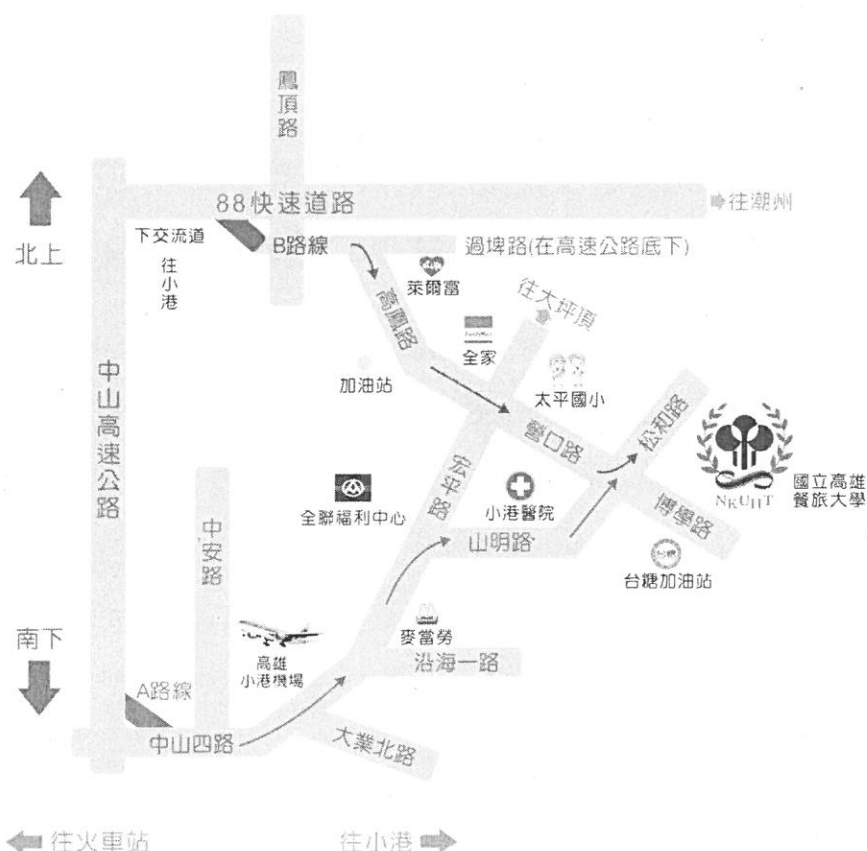 鳳頂路
88快速道路
往潮州
北上
下交流道
往小港
B路線
過埤路(在高速公路底下)
萊爾富
高鳳路
往大坪頂
FamilyMart
全家
加油站
太平國小
中山高速公路
營口路
松和路
NKUHT
國立高雄
餐旅大學
宏平路
全聯福利中心
小港醫院
博學路
中安路
山明路
台糖
台糖加油站
南下
麥當勞
高雄
小港機場
沿海一路
A路線
中山四路
大業北路
往火車站
往小港